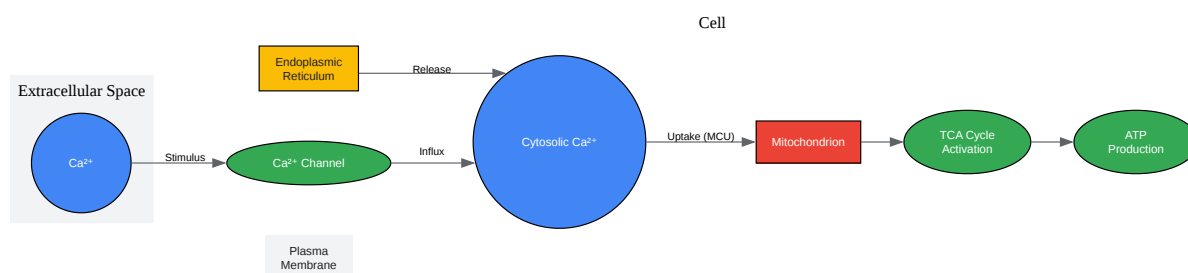 Cell
Endoplasmic
Reticulum
Release
Extracellular Space
Ca²⁺
Stimulus
Ca²⁺ Channel
Influx
Cytosolic Ca²⁺
Uptake (MCU)
Mitochondrion
TCA Cycle
Activation
ATP
Production
Plasma
Membrane